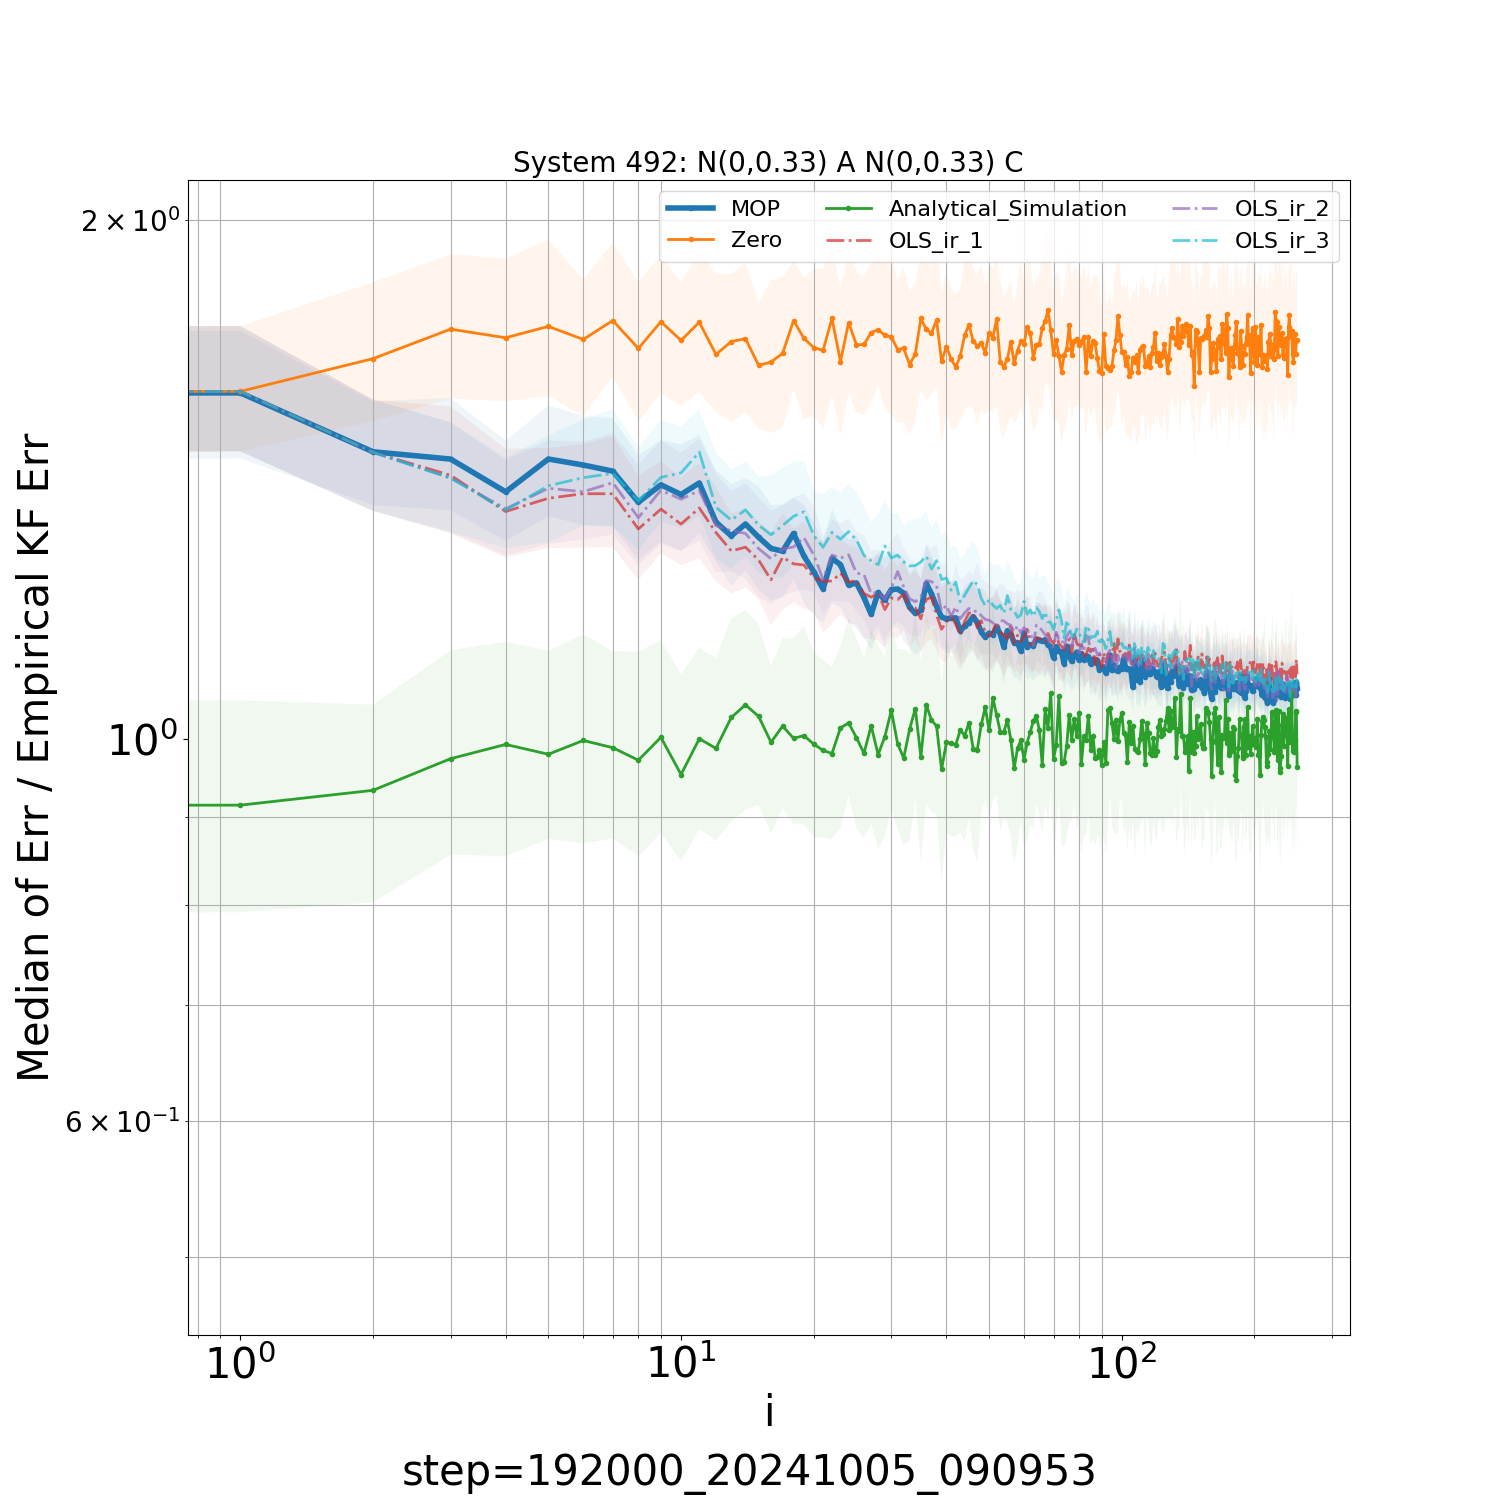 System 492: N(0,0.33) A N(0,0.33) C
MOP
Zero
Analytical_Simulation
OLS_ir_1
OLS_ir_2
OLS_ir_3
Median of Err / Empirical KF Err
2 × 10⁰
10⁰
6 × 10⁻¹
10⁰
10¹
10²
i
step=192000_20241005_090953